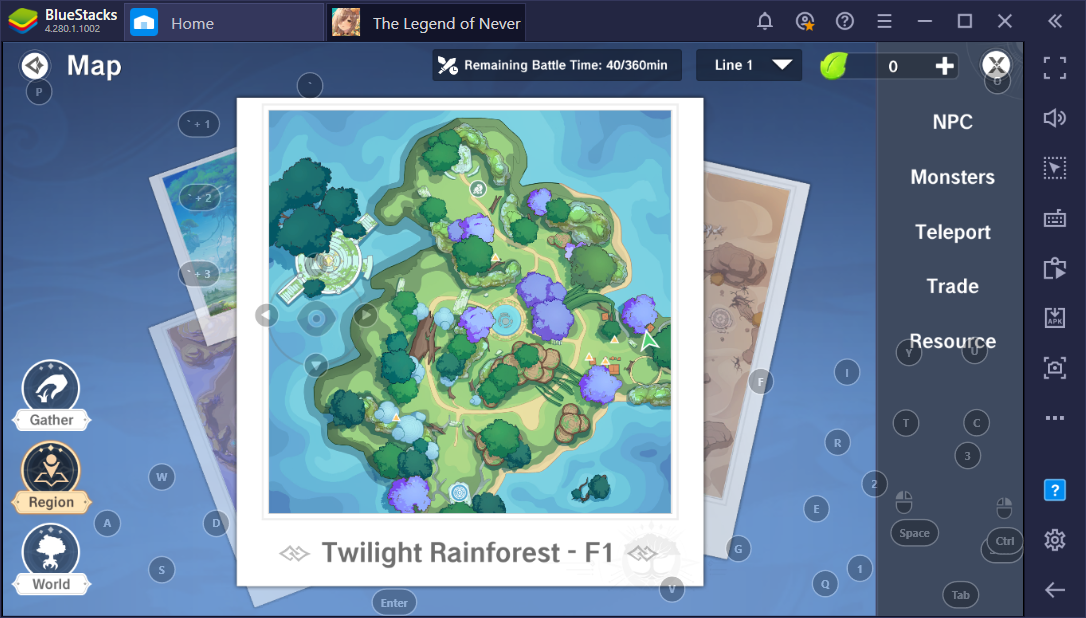 BlueStacks
4.280.1.1002
Home
The Legend of Never
Map
Remaining Battle Time: 40/360min
Line 1
0
P
`
` + 1
` + 2
` + 3
NPC
Monsters
Teleport
Trade
Resource
Y
U
I
F
T
C
R
3
2
W
A
D
S
E
Space
Ctrl
G
1
Q
V
Tab
Enter
Gather
Region
World
Twilight Rainforest - F1
APK
?